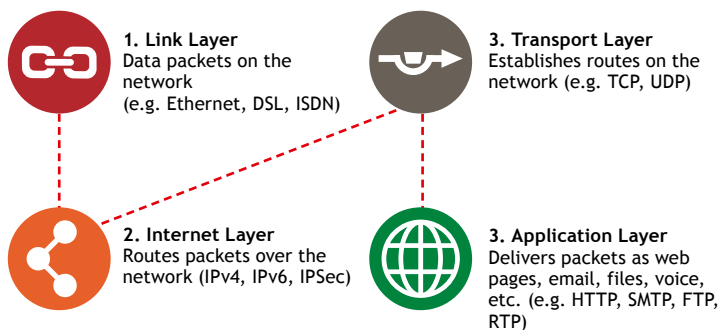 1. Link Layer
Data packets on the
network
(e.g. Ethernet, DSL, ISDN)
2. Internet Layer
Routes packets over the
network (IPv4, IPv6, IPSec)
3. Transport Layer
Establishes routes on the
network (e.g. TCP, UDP)
3. Application Layer
Delivers packets as web
pages, email, files, voice,
etc. (e.g. HTTP, SMTP, FTP,
RTP)